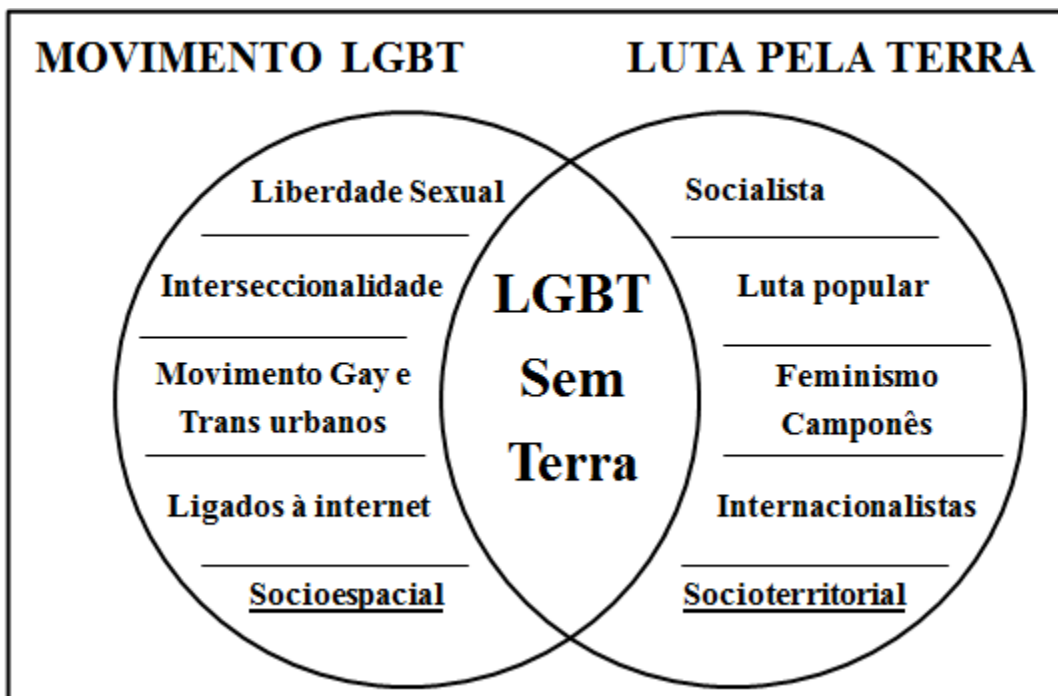 MOVIMENTO LGBT
LUTA PELA TERRA
Liberdade Sexual
Interseccionalidade
Movimento Gay e
Trans urbanos
Ligados à internet
Socioespacial
LGBT
Sem
Terra
Socialista
Luta popular
Feminismo
Camponês
Internacionalistas
Socioterritorial